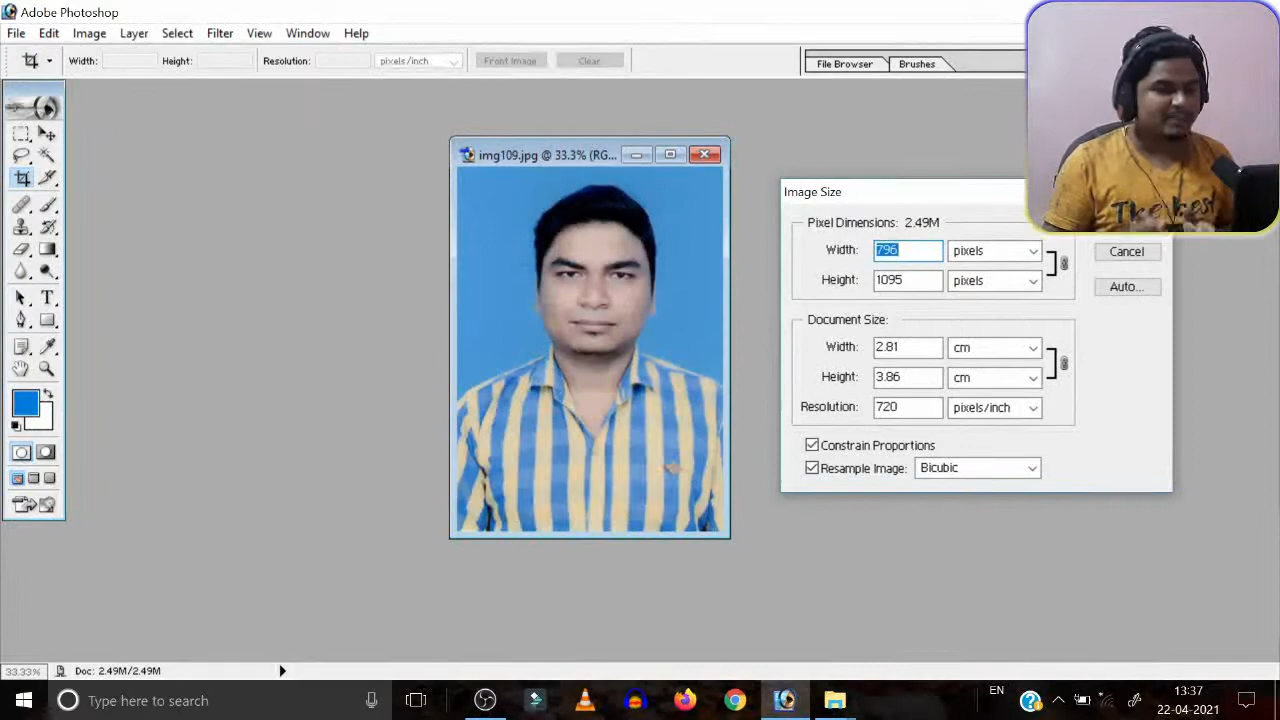 Adobe Photoshop
File Edit Image Layer Select Filter View Window Help
Width: Height: Resolution: pixels/inch Front Image Clear File Browser Brushes
img109.jpg @ 33.3% (RG...
Image Size
Pixel Dimensions: 2.49M
Width: 796 pixels
Height: 1095 pixels
Cancel
Auto...
Document Size:
Width: 2.81 cm
Height: 3.86 cm
Resolution: 720 pixels/inch
Constrain Proportions
Resample Image: Bicubic
The best
33.33% Doc: 2.49M/2.49M
Type here to search
EN
13:37
22-04-2021